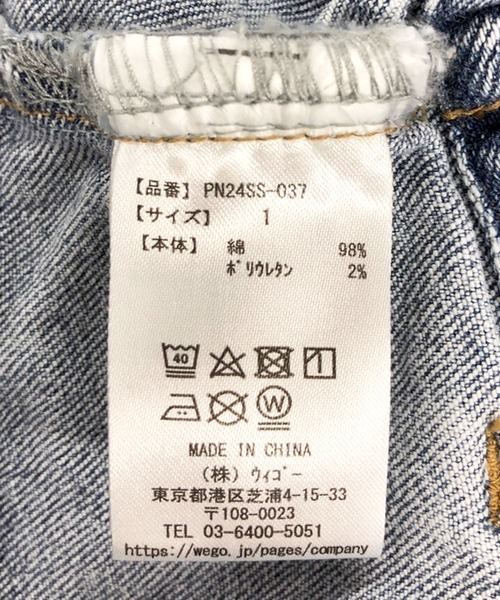 【品番】 PN24SS-037
【サイズ】 1
【本体】 綿 98%
ポリウレタン 2%
40
W
MADE IN CHINA
(株) ウィゴー
東京都港区芝浦4-15-33
〒108-0023
TEL 03-6400-5051
https://wego.jp/pages/company